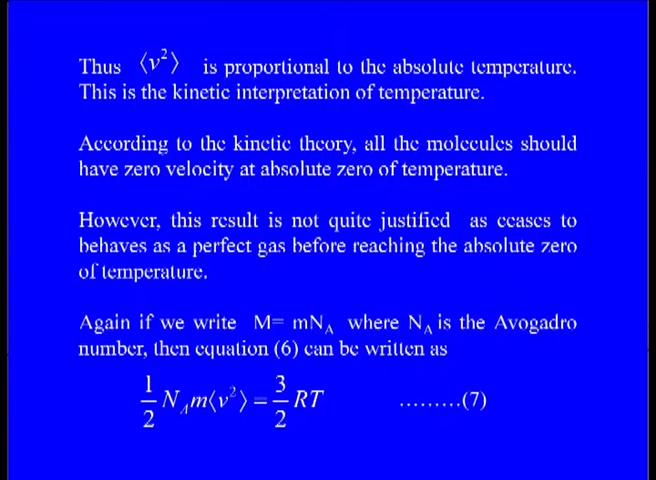 Thus ⟨v²⟩ is proportional to the absolute temperature.
This is the kinetic interpretation of temperature.
According to the kinetic theory, all the molecules should
have zero velocity at absolute zero of temperature.
However, this result is not quite justified as ceases to
behaves as a perfect gas before reaching the absolute zero
of temperature.
Again if we write M= mN_A where N_A is the Avogadro
number, then equation (6) can be written as
1/2 N_A m⟨v²⟩ = 3/2 RT .........(7)